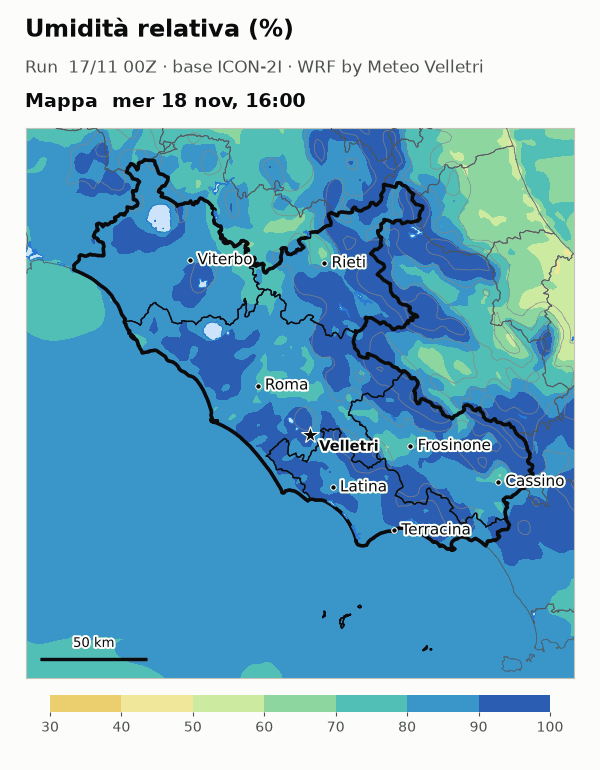 Umidità relativa (%)
Run  17/11 00Z · base ICON-2I · WRF by Meteo Velletri
Mappa  mer 18 nov, 16:00
Viterbo
Rieti
Roma
Velletri
Frosinone
Cassino
Latina
Terracina
50 km
30 40 50 60 70 80 90 100